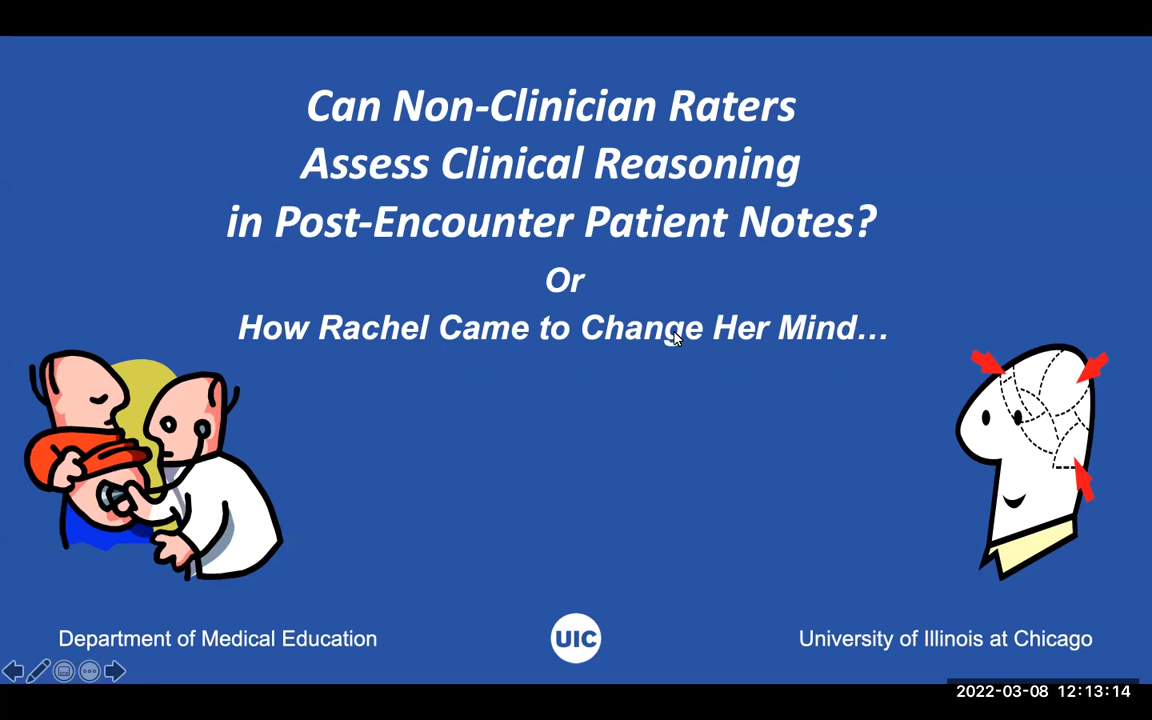 Can Non-Clinician Raters
Assess Clinical Reasoning
in Post-Encounter Patient Notes?
Or
How Rachel Came to Change Her Mind...
Department of Medical Education
UIC
University of Illinois at Chicago
2022-03-08 12:13:14